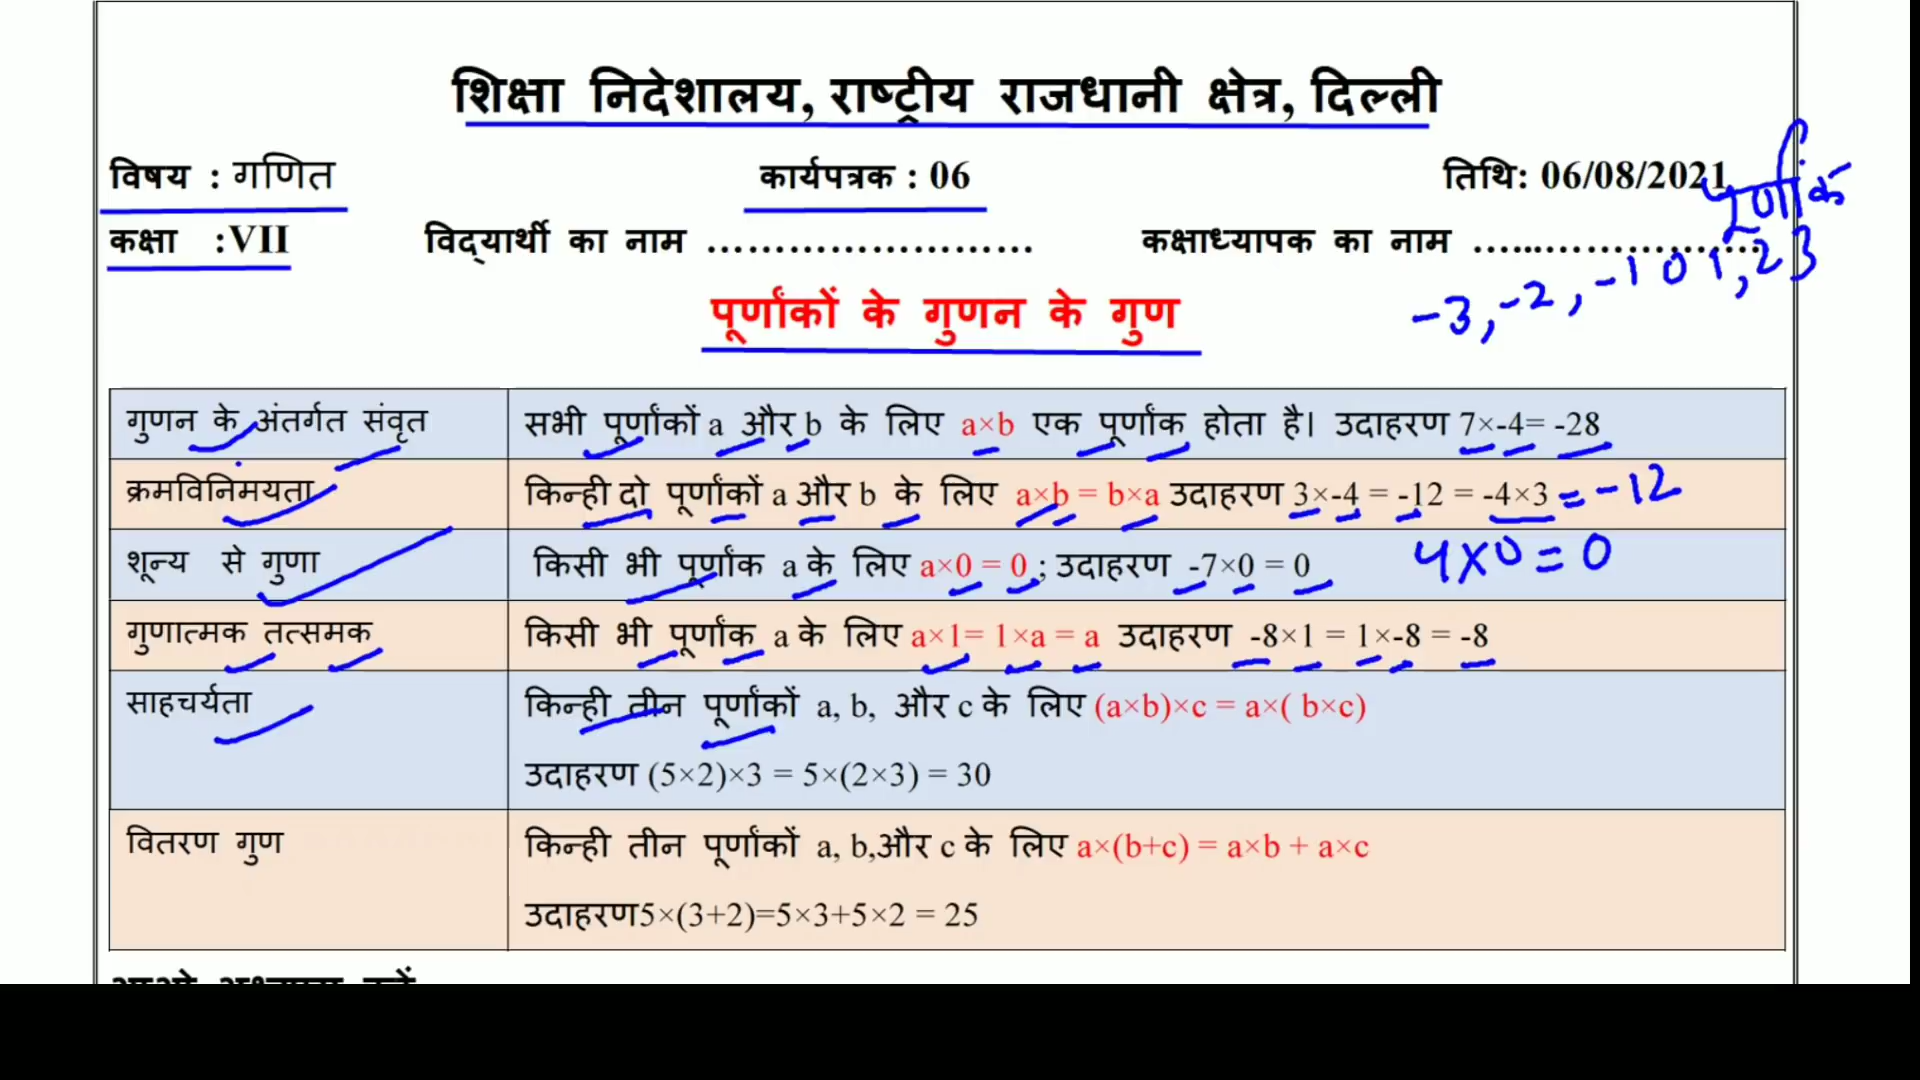 शिक्षा निदेशालय, राष्ट्रीय राजधानी क्षेत्र, दिल्ली
विषय : गणित कार्यपत्रक : 06 तिथि: 06/08/2021
पूर्णांक
कक्षा :VII विद्यार्थी का नाम ........................ कक्षाध्यापक का नाम .....................
-3, -2, -1 0 1, 2 3
पूर्णांकों के गुणन के गुण
गुणन के अंतर्गत संवृत सभी पूर्णांकों a और b के लिए a×b एक पूर्णांक होता है। उदाहरण 7×-4= -28
क्रमविनिमयता किन्ही दो पूर्णांकों a और b के लिए a×b = b×a उदाहरण 3×-4 = -12 = -4×3 = -12
शून्य से गुणा किसी भी पूर्णांक a के लिए a×0 = 0 ; उदाहरण -7×0 = 0 4×0 = 0
गुणात्मक तत्समक किसी भी पूर्णांक a के लिए a×1= 1×a = a उदाहरण -8×1 = 1×-8 = -8
साहचर्यता किन्ही तीन पूर्णांकों a, b, और c के लिए (a×b)×c = a×( b×c)
उदाहरण (5×2)×3 = 5×(2×3) = 30
वितरण गुण किन्ही तीन पूर्णांकों a, b,और c के लिए a×(b+c) = a×b + a×c
उदाहरण5×(3+2)=5×3+5×2 = 25